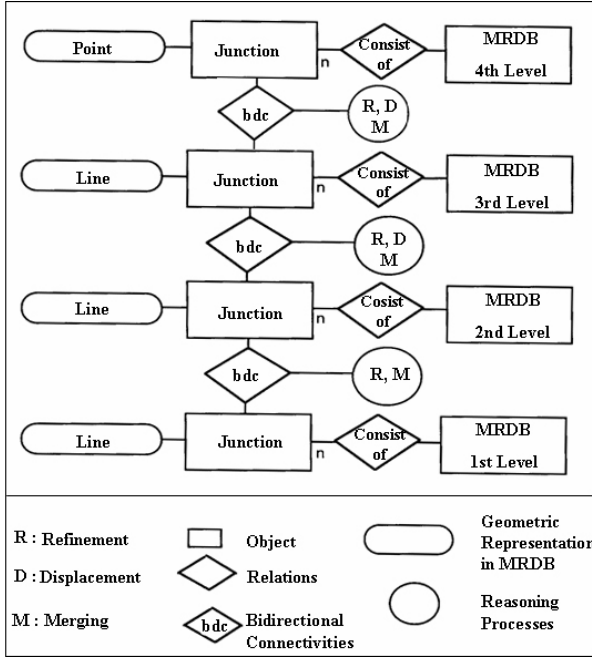 Point
Junction
n
Consist
of
MRDB
4th Level
bdc
R, D
M
Line
Junction
n
Consist
of
MRDB
3rd Level
bdc
R, D
M
Line
Junction
n
Cosist
of
MRDB
2nd Level
bdc
R, M
Line
Junction
n
Consist
of
MRDB
1st Level
R : Refinement
D : Displacement
M : Merging
Object
Relations
bdc
Bidirectional
Connectivities
Geometric
Representation
in MRDB
Reasoning
Processes